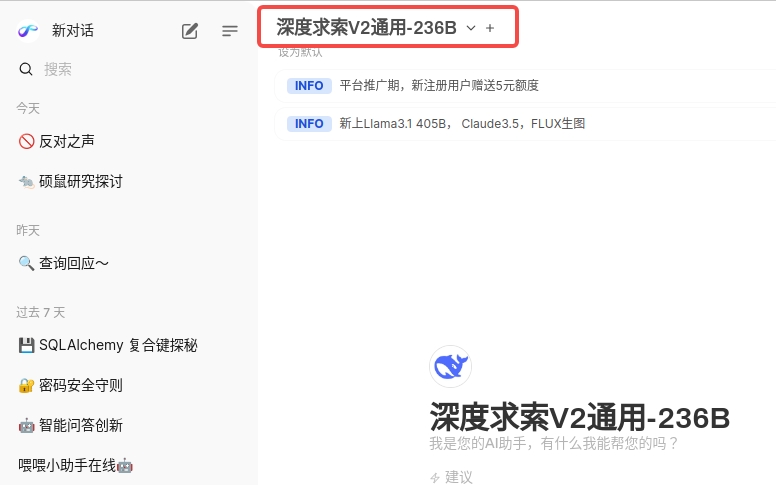 新对话
搜索
今天
反对之声
硕鼠研究探讨
昨天
查询回应～
过去 7 天
SQLAlchemy 复合键探秘
密码安全守则
智能问答创新
喂喂小助手在线
深度求索V2通用-236B
设为默认
INFO 平台推广期，新注册用户赠送5元额度
INFO 新上Llama3.1 405B， Claude3.5，FLUX生图
深度求索V2通用-236B
我是您的AI助手，有什么我能帮您的吗？
建议